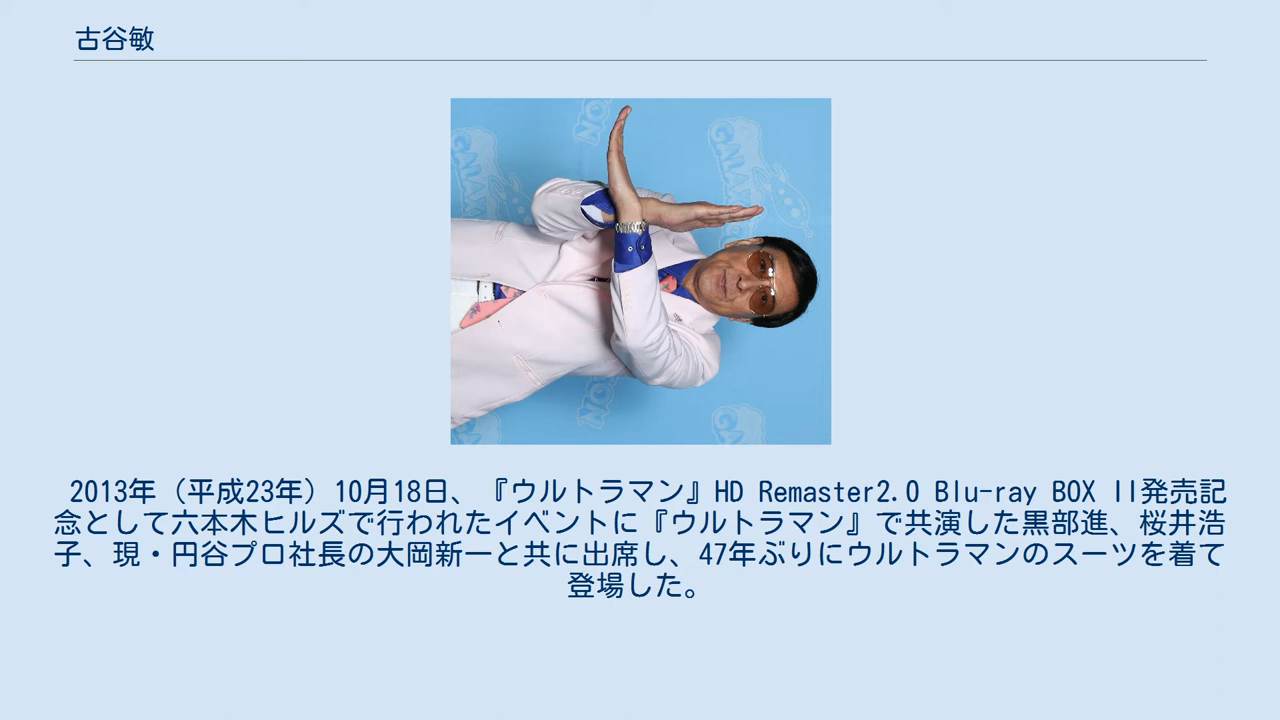 古谷敏
2013年（平成23年）10月18日、『ウルトラマン』HD Remaster2.0 Blu-ray BOX II発売記
念として六本木ヒルズで行われたイベントに『ウルトラマン』で共演した黒部進、桜井浩
子、現・円谷プロ社長の大岡新一と共に出席し、47年ぶりにウルトラマンのスーツを着て
登場した。